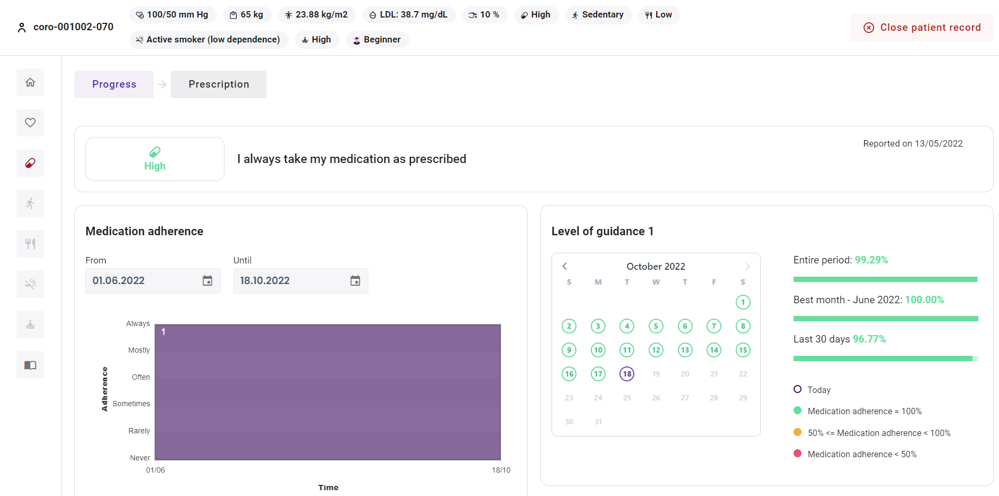 coro-001002-070
100/50 mm Hg
65 kg
23.88 kg/m2
LDL: 38.7 mg/dL
10 %
High
Sedentary
Low
Active smoker (low dependence)
High
Beginner
Close patient record
Progress
Prescription
High
I always take my medication as prescribed
Reported on 13/05/2022
Medication adherence
From
Until
01.06.2022
18.10.2022
Adherence
Always
Mostly
Often
Sometimes
Rarely
Never
1
01/06
18/10
Time
Level of guidance 1
October 2022
S M T W T F S
1
2 3 4 5 6 7 8
9 10 11 12 13 14 15
16 17 18 19 20 21 22
23 24 25 26 27 28 29
30 31
Entire period: 99.29%
Best month - June 2022: 100.00%
Last 30 days 96.77%
Today
Medication adherence = 100%
50% <= Medication adherence < 100%
Medication adherence < 50%